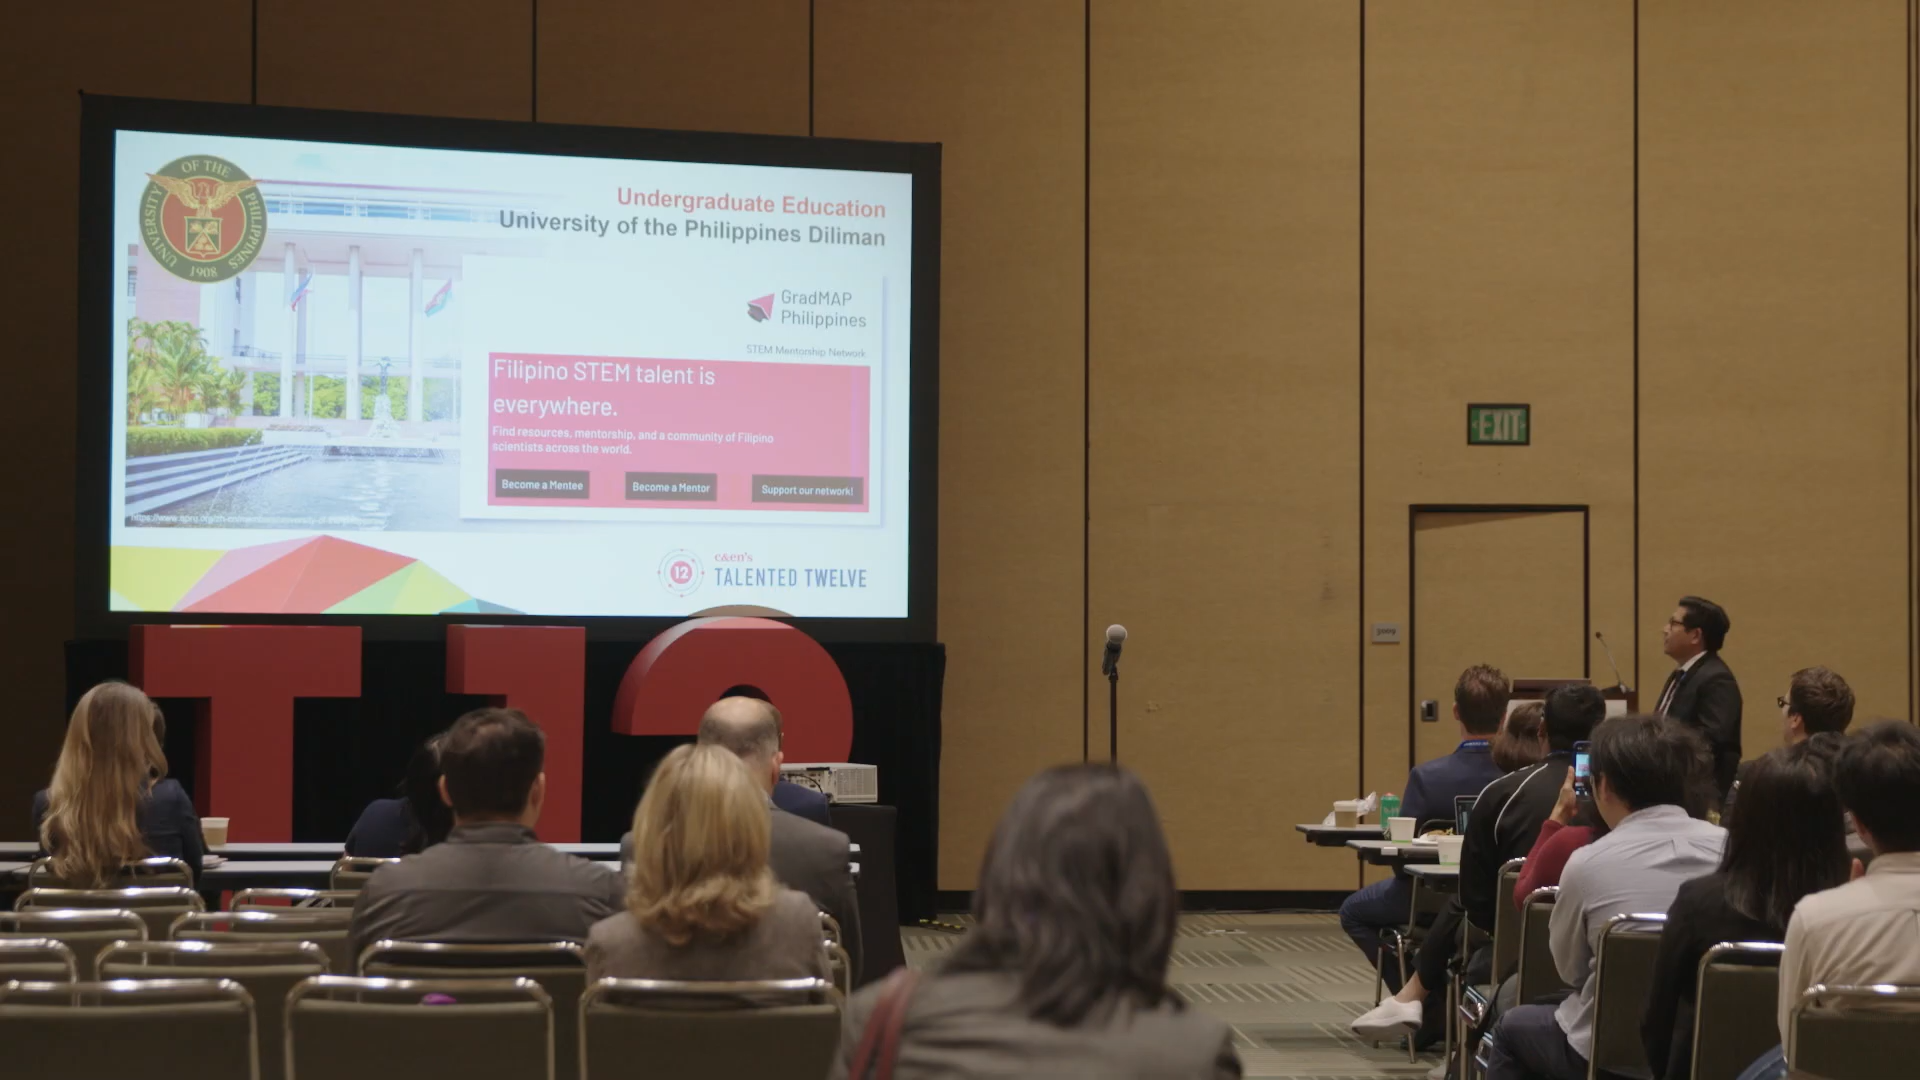 UNIVERSITY OF THE PHILIPPINES
1908
Undergraduate Education
University of the Philippines Diliman
GradMAP
Philippines
STEM Mentorship Network
Filipino STEM talent is
everywhere.
Find resources, mentorship, and a community of Filipino
scientists across the world.
Become a Mentee
Become a Mentor
Support our network!
12
c&en's
TALENTED TWELVE
EXIT
T12